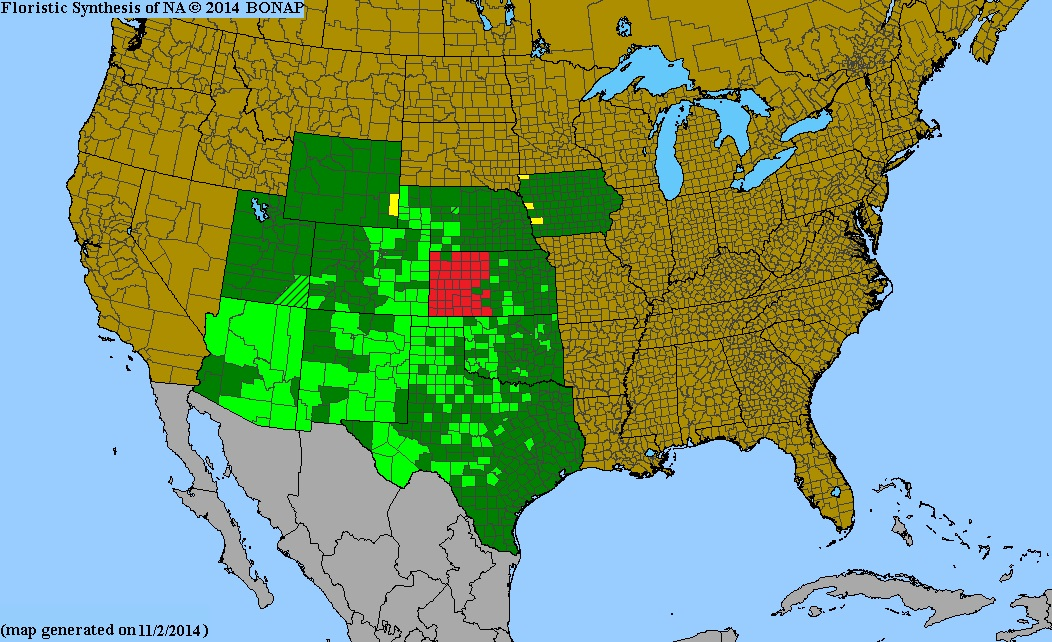 Floristic Synthesis of NA © 2014 BONAP
(map generated on 11/2/2014)